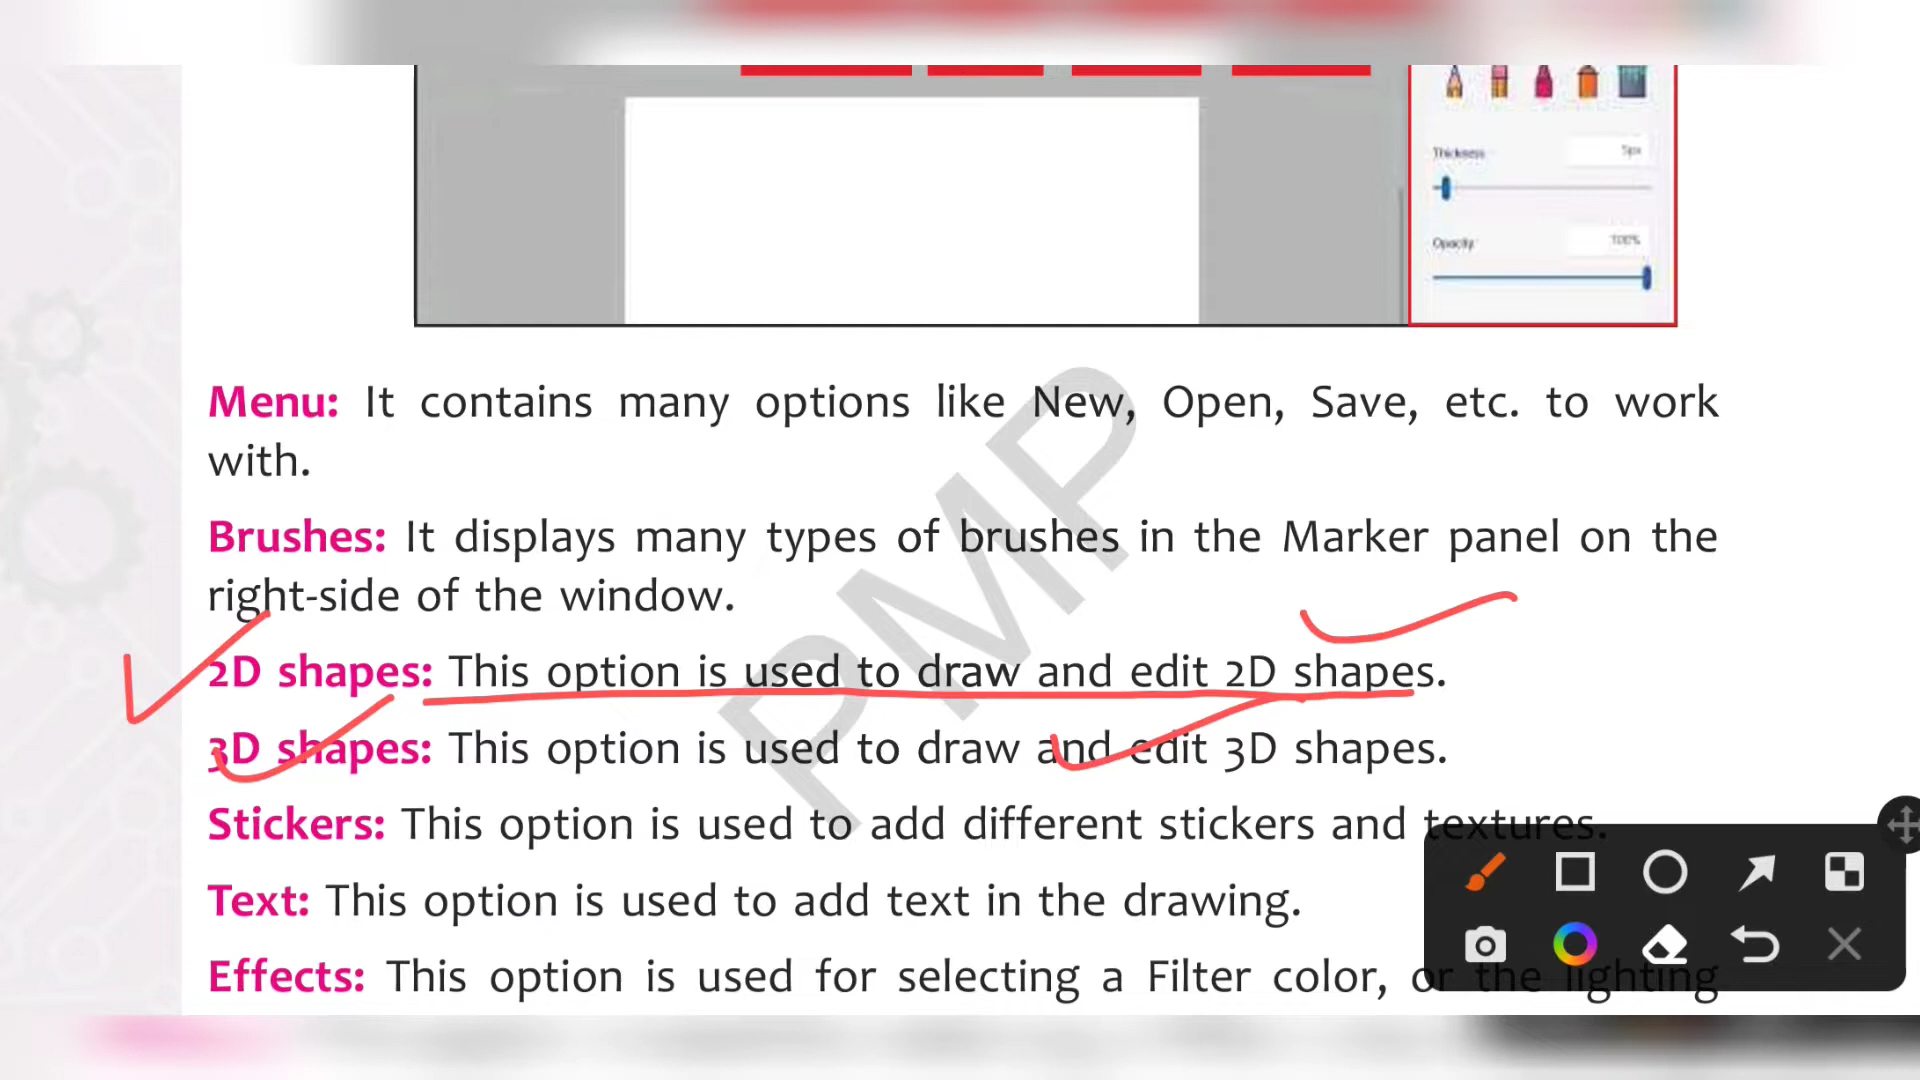 Thickness
5px
Opacity
100%
Menu: It contains many options like New, Open, Save, etc. to work
with.
Brushes: It displays many types of brushes in the Marker panel on the
right-side of the window.
2D shapes: This option is used to draw and edit 2D shapes.
3D shapes: This option is used to draw and edit 3D shapes.
Stickers: This option is used to add different stickers and textures.
Text: This option is used to add text in the drawing.
Effects: This option is used for selecting a Filter color, or the lighting
PMP